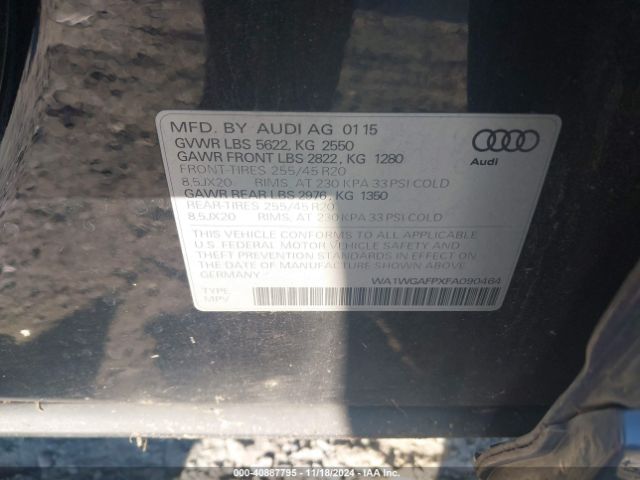 MFD. BY AUDI AG 01 15
GVWR LBS 5622, KG 2550
GAWR FRONT LBS 2822, KG 1280
FRONT-TIRES 255/45 R20
8.5JX20 RIMS, AT 230 KPA 33 PSI COLD
GAWR REAR LBS 2976, KG 1350
REAR-TIRES 255/45 R20
8.5JX20 RIMS, AT 230 KPA 33 PSI COLD
Audi
THIS VEHICLE CONFORMS TO ALL APPLICABLE
U.S. FEDERAL MOTOR VEHICLE SAFETY AND
THEFT PREVENTION STANDARDS IN EFFECT
ON THE DATE OF MANUFACTURE SHOWN ABOVE
GERMANY
WA1WGAFPXFA090464
TYPE:
MPV
000-40887795 - 11/18/2024 - IAA Inc.